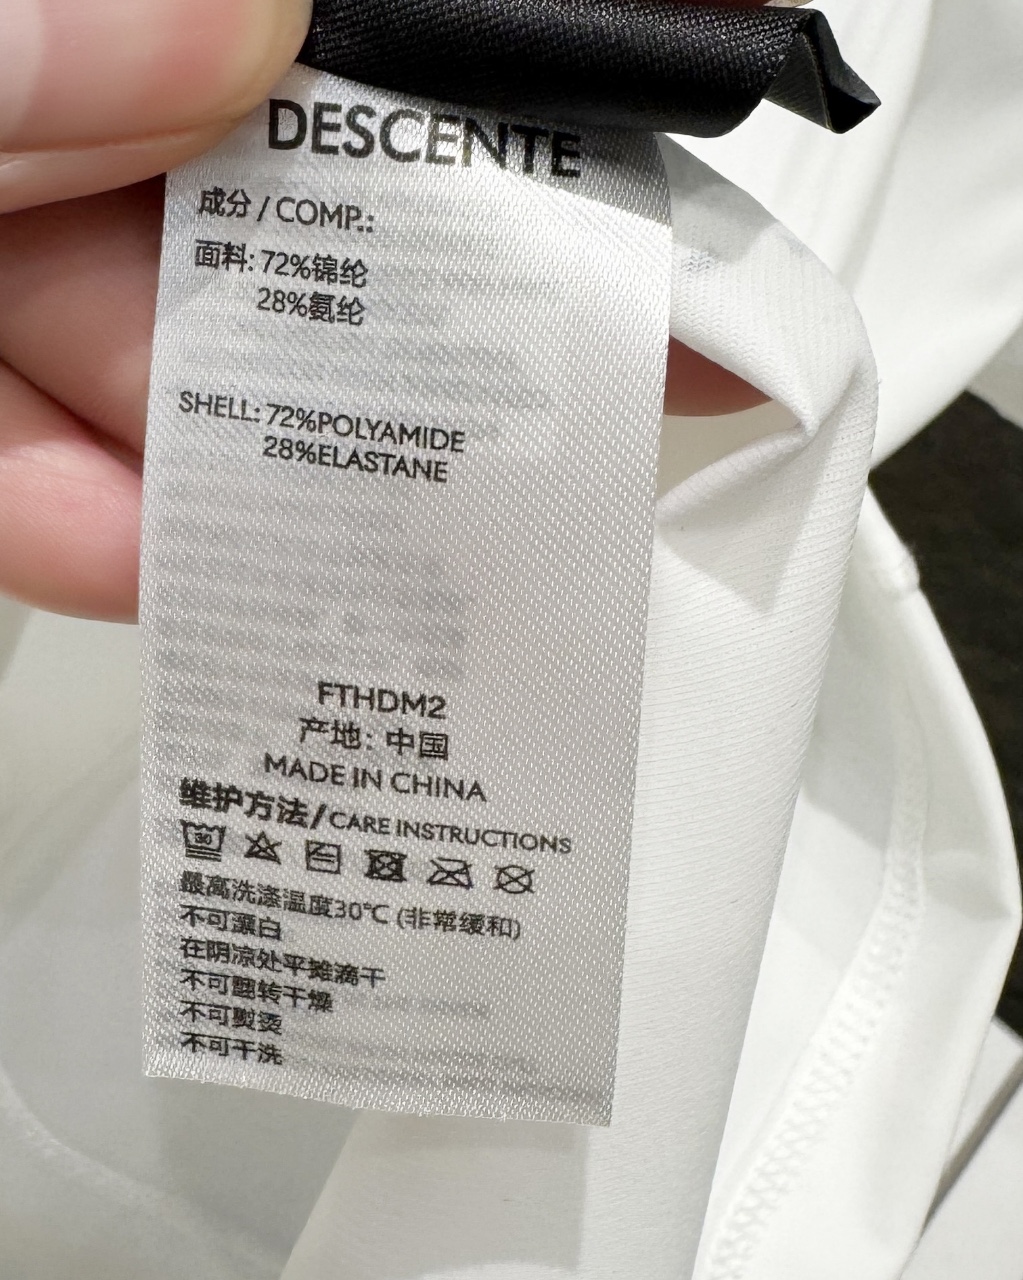 DESCENTE
成分 / COMP.:
面料: 72%锦纶
28%氨纶
SHELL: 72%POLYAMIDE
28%ELASTANE
FTHDM2
产地: 中国
MADE IN CHINA
维护方法/CARE INSTRUCTIONS
30
最高洗涤温度30℃ (非常缓和)
不可漂白
在阴凉处平摊滴干
不可翻转干燥
不可熨烫
不可干洗